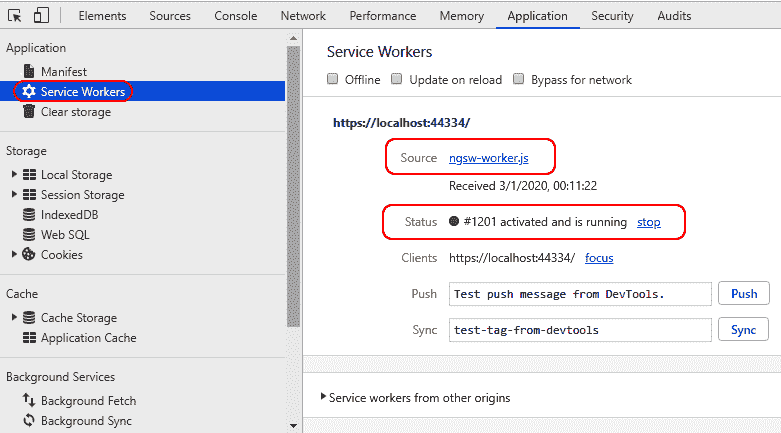 Elements Sources Console Network Performance Memory Application Security Audits
Application
Manifest
Service Workers
Clear storage
Storage
Local Storage
Session Storage
IndexedDB
Web SQL
Cookies
Cache
Cache Storage
Application Cache
Background Services
Background Fetch
Background Sync
Service Workers
Offline Update on reload Bypass for network
https://localhost:44334/
Source ngsw-worker.js
Received 3/1/2020, 00:11:22
Status #1201 activated and is running stop
Clients https://localhost:44334/ focus
Push Test push message from DevTools. Push
Sync test-tag-from-devtools Sync
Service workers from other origins